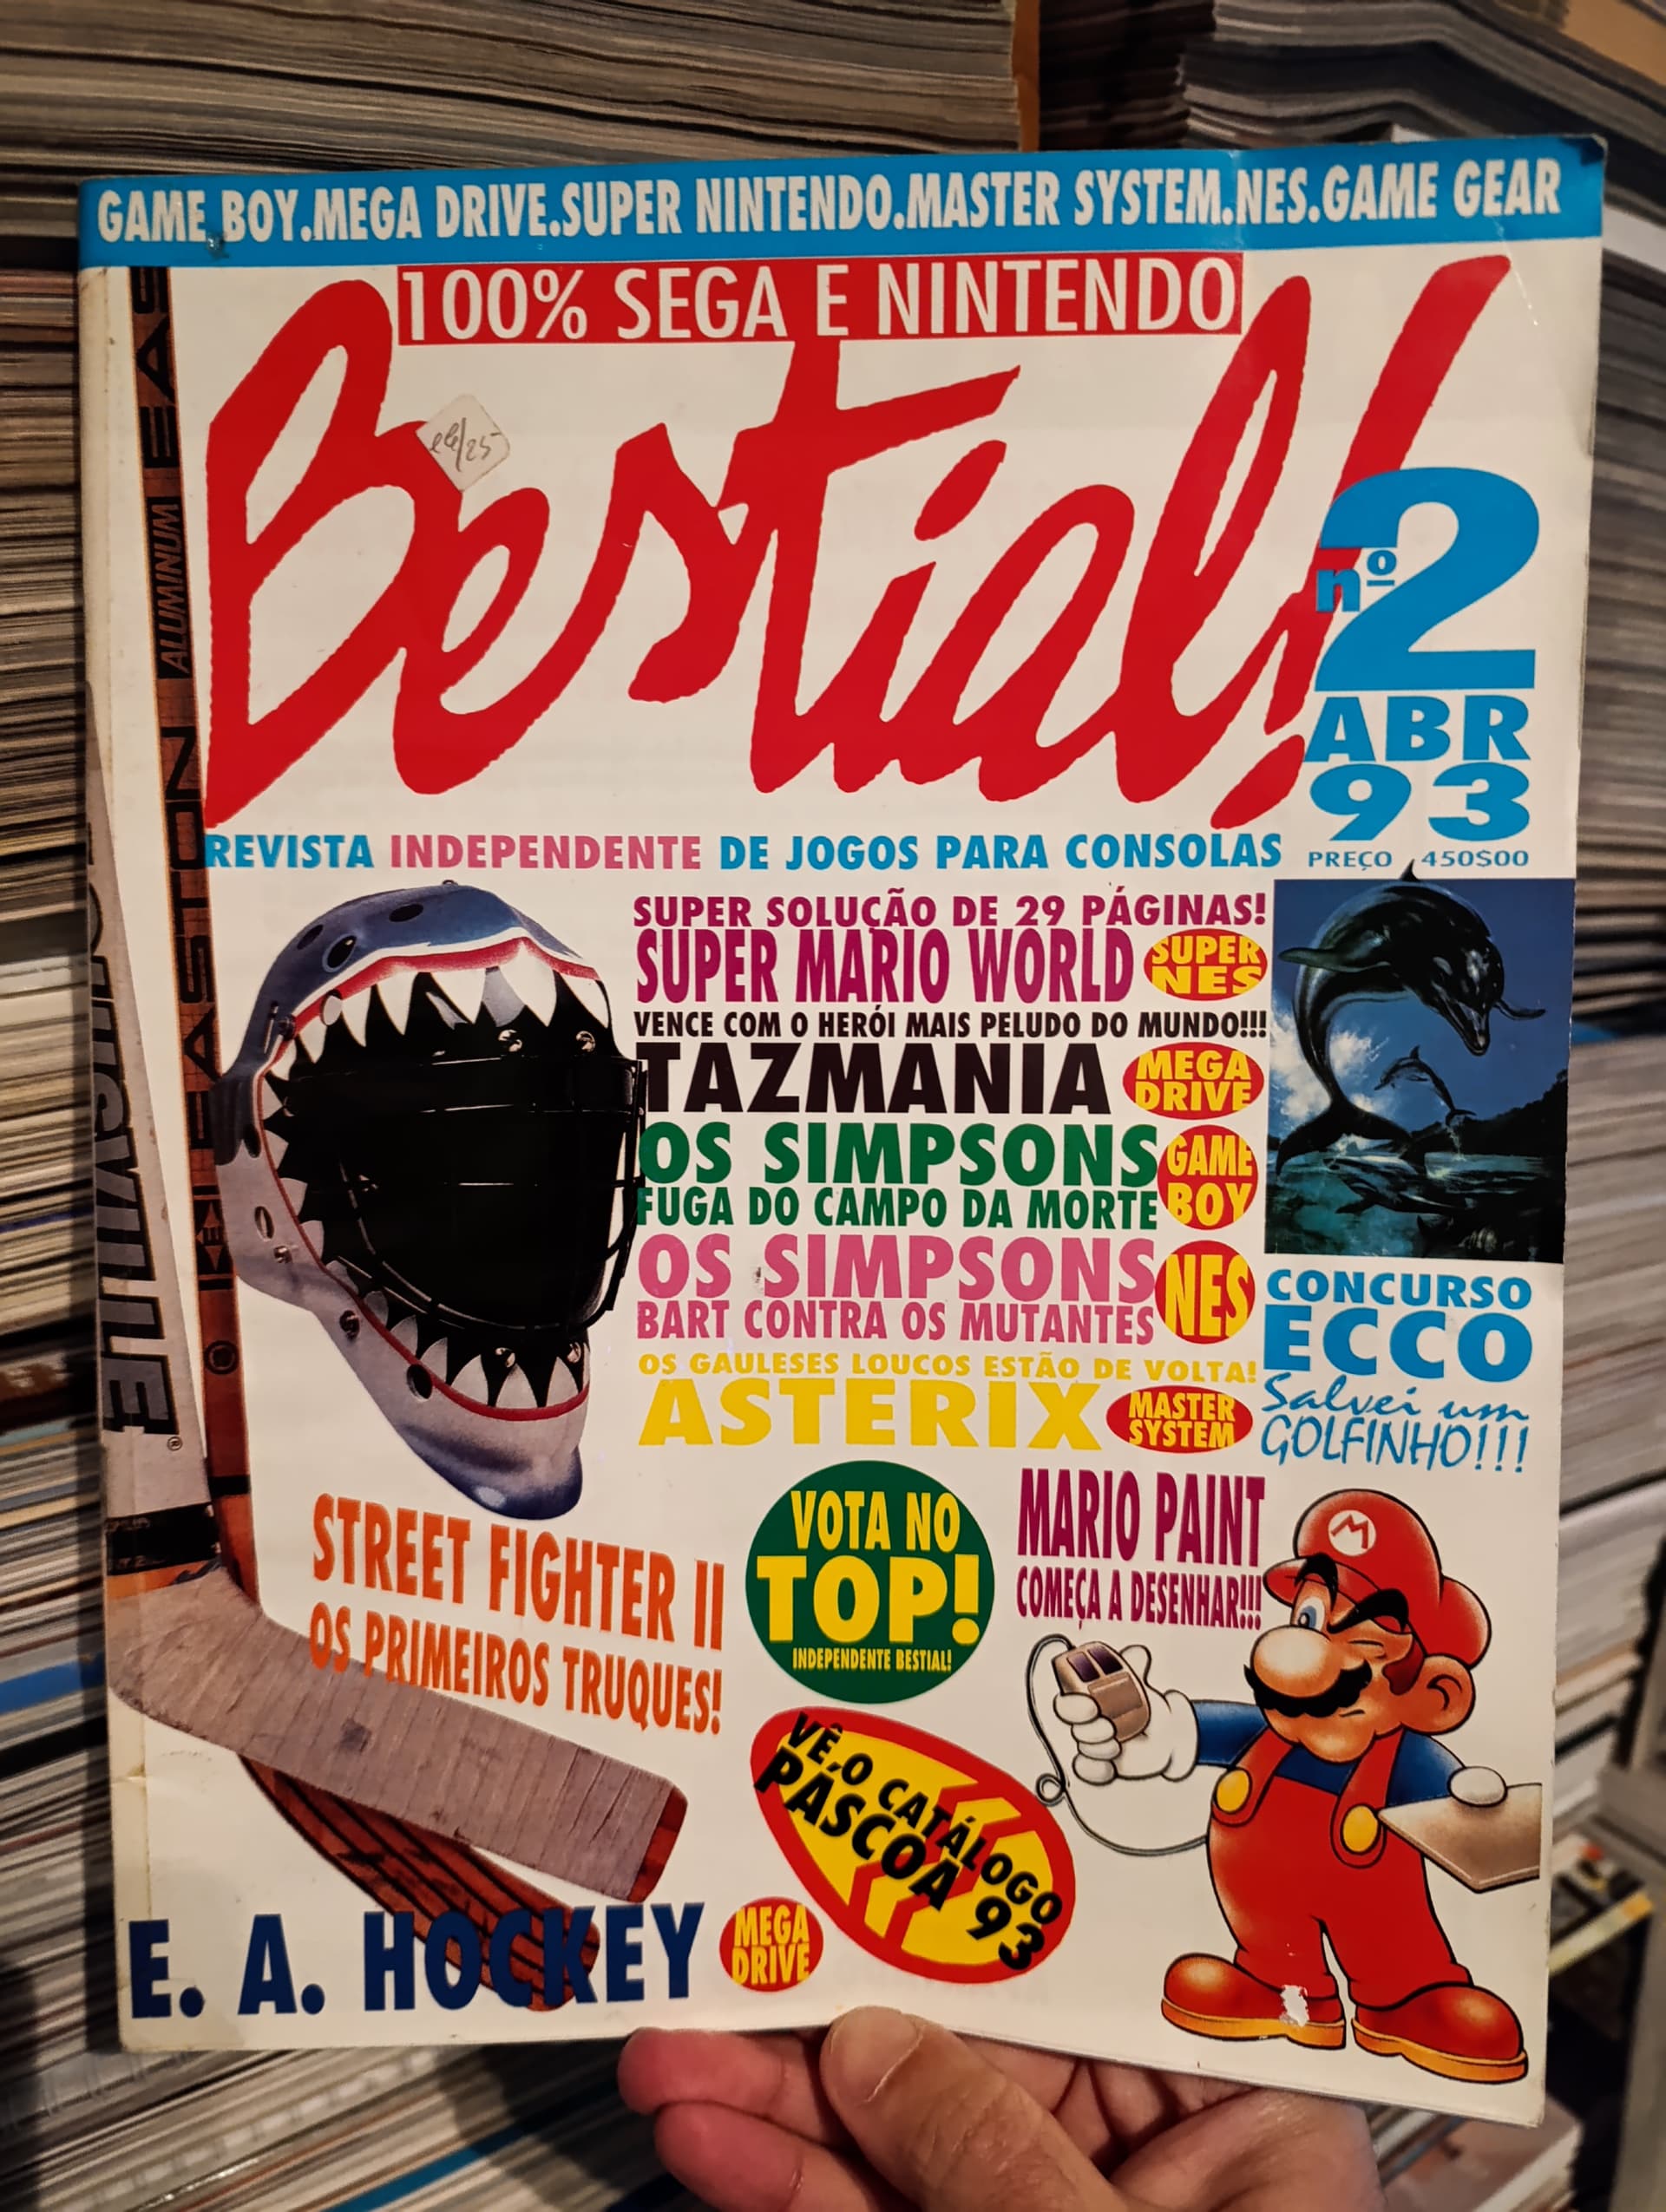 GAME BOY.MEGA DRIVE.SUPER NINTENDO.MASTER SYSTEM.NES.GAME GEAR
100% SEGA E NINTENDO
Bestial!
nº2
ABR
93
PREÇO 450$00
REVISTA INDEPENDENTE DE JOGOS PARA CONSOLAS
EASTON
ALUMINUM
EAS
SUPER SOLUÇÃO DE 29 PÁGINAS!
SUPER MARIO WORLD
SUPER
NES
VENCE COM O HERÓI MAIS PELUDO DO MUNDO!!!
TAZMANIA
MEGA
DRIVE
OS SIMPSONS
FUGA DO CAMPO DA MORTE
GAME
BOY
OS SIMPSONS
BART CONTRA OS MUTANTES
NES
OS GAULESES LOUCOS ESTÃO DE VOLTA!
ASTERIX
MASTER
SYSTEM
CONCURSO
ECCO
Salvei um
GOLFINHO!!!
STREET FIGHTER II
OS PRIMEIROS TRUQUES!
VOTA NO
TOP!
INDEPENDENTE BESTIAL!
MARIO PAINT
COMEÇA A DESENHAR!!!
M
VÊ O CATÁLOGO
PÁSCOA 93
E. A. HOCKEY
MEGA
DRIVE